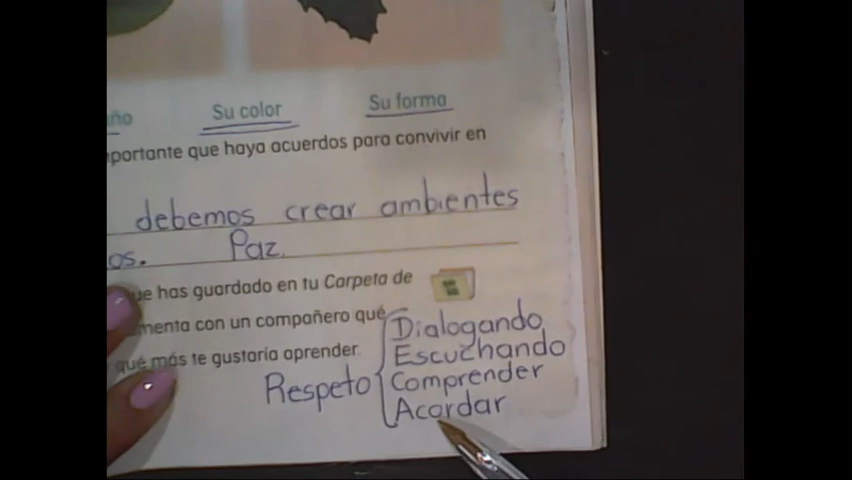 ño Su color Su forma
portante que haya acuerdos para convivir en
debemos crear ambientes
os. Paz.
ue has guardado en tu Carpeta de
menta con un compañero qué
qué más te gustaría aprender.
Respeto
Dialogando
Escuchando
Comprender
Acordar